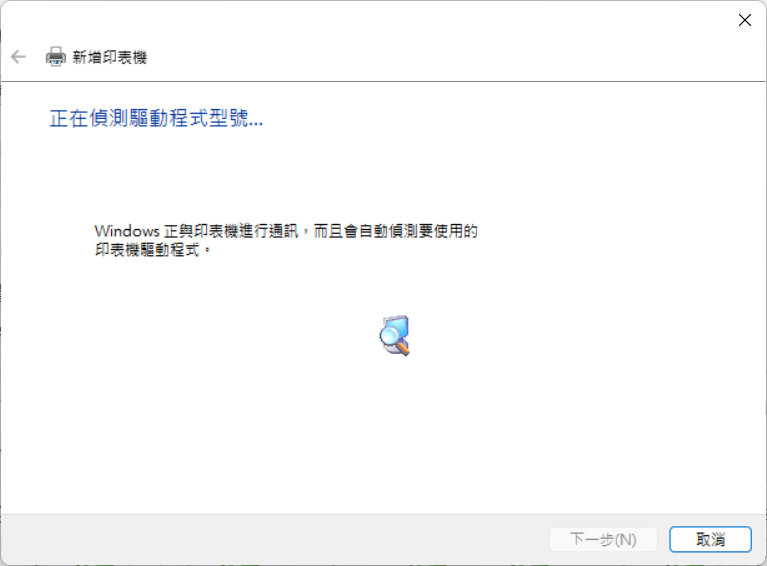 新增印表機
正在偵測驅動程式型號...
Windows 正與印表機進行通訊，而且會自動偵測要使用的
印表機驅動程式。
下一步(N)
取消